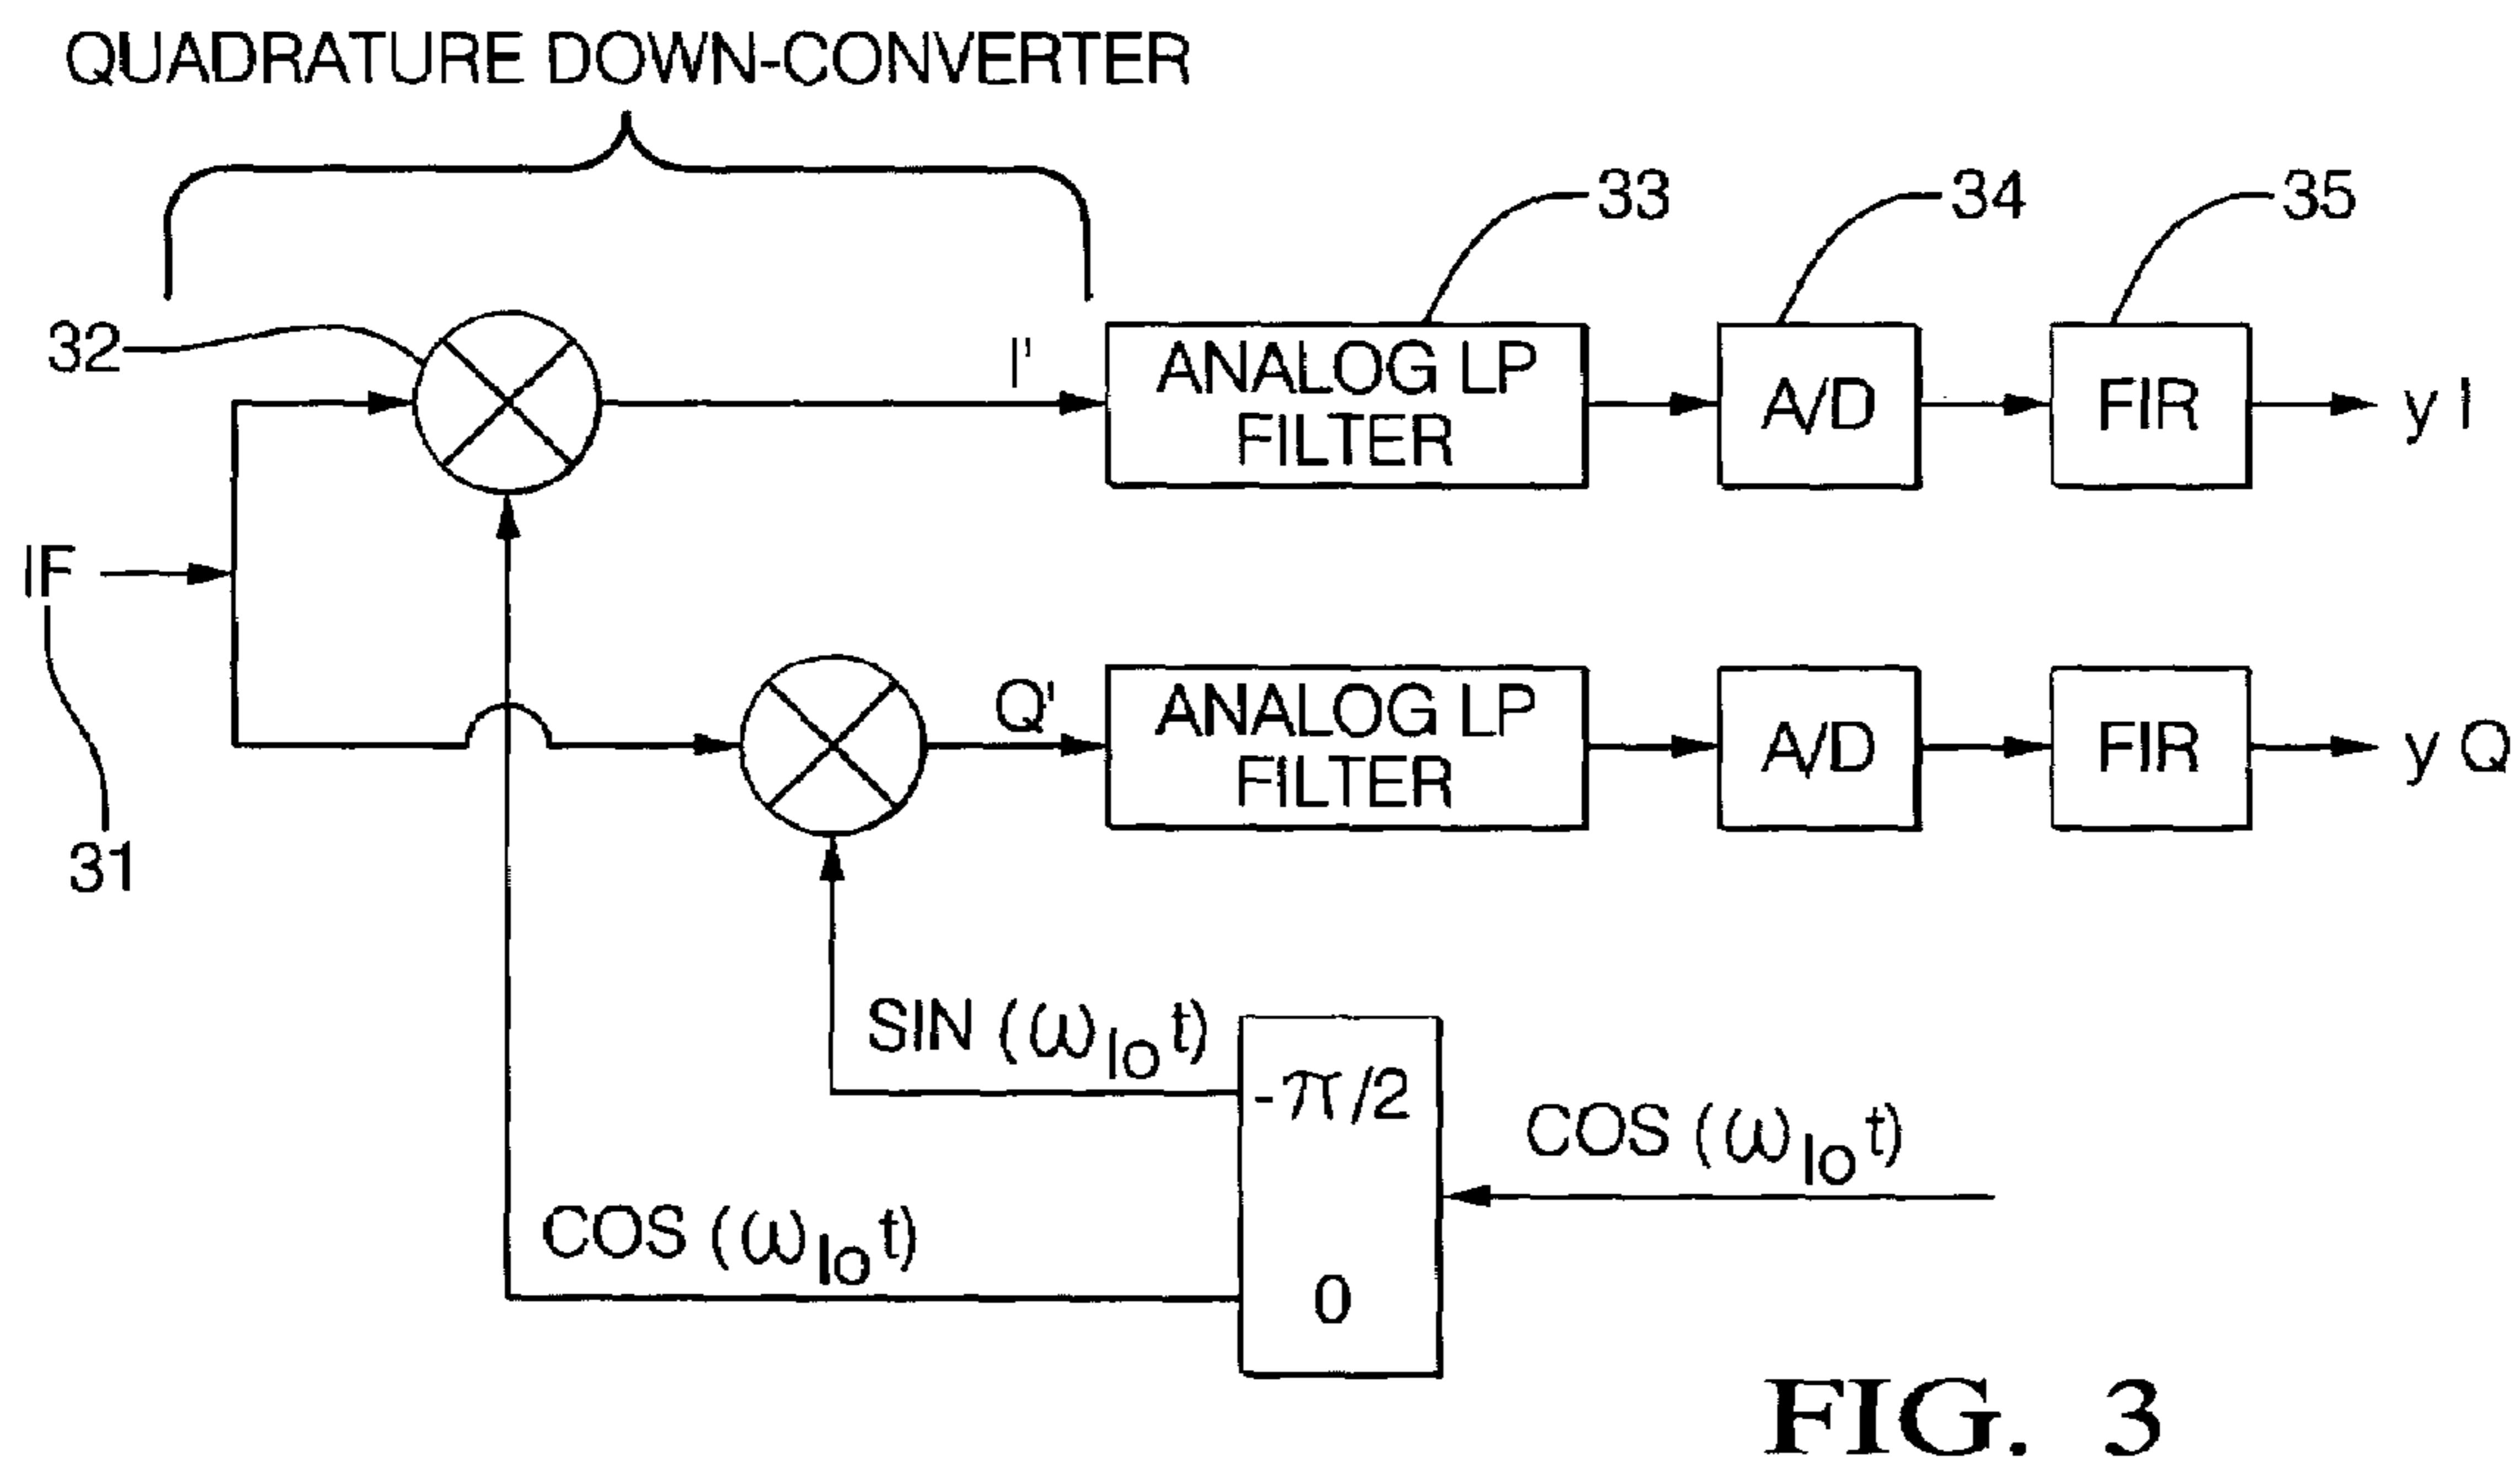 QUADRATURE DOWN-CONVERTER
33
34
35
32
I'
ANALOG LP
FILTER
A/D
FIR
y I
IF
31
Q'
ANALOG LP
FILTER
A/D
FIR
y Q
SIN (ω_lo t)
-π/2
COS (ω_lo t)
COS (ω_lo t)
0
FIG. 3